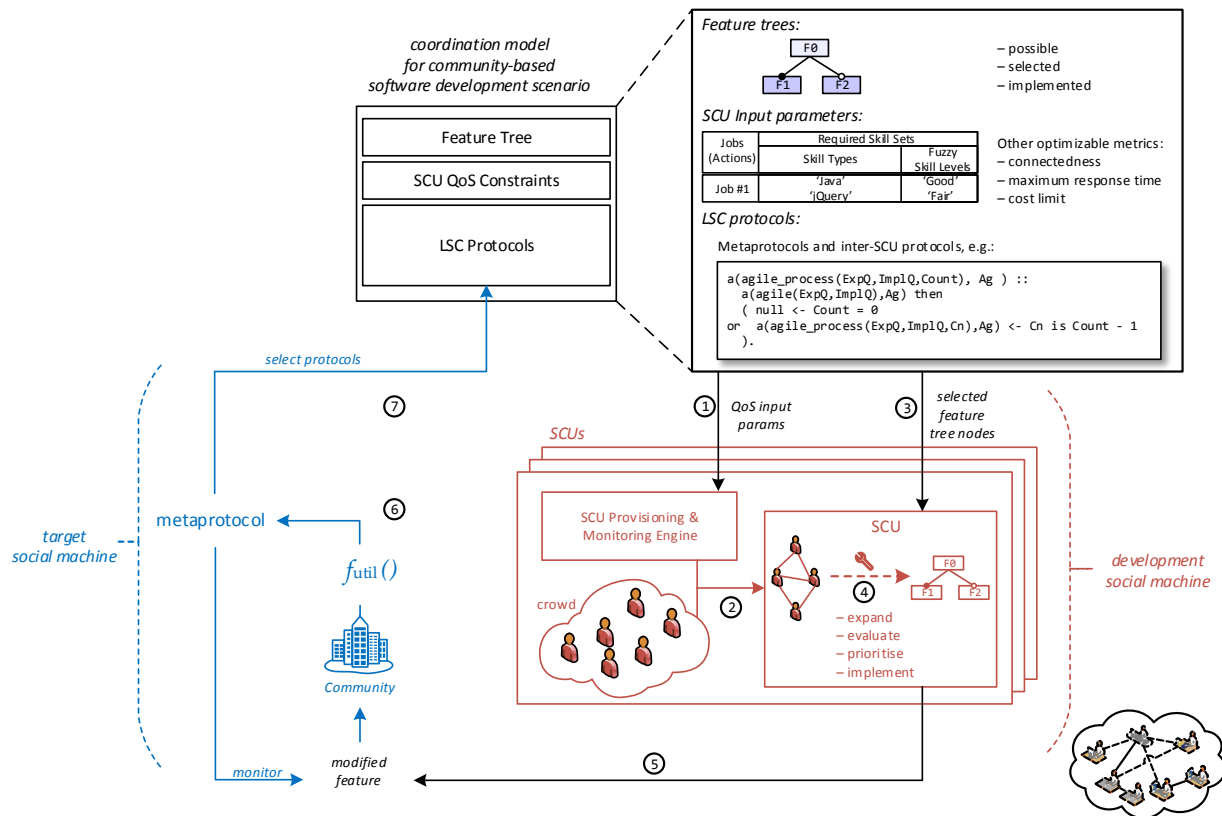 coordination model
for community-based
software development scenario
Feature Tree
SCU QoS Constraints
LSC Protocols
Feature trees:
F0
F1
F2
– possible
– selected
– implemented
SCU Input parameters:
Jobs
(Actions)
Required Skill Sets
Skill Types
Fuzzy
Skill Levels
Job #1
'Java'
'jQuery'
'Good'
'Fair'
Other optimizable metrics:
– connectedness
– maximum response time
– cost limit
LSC protocols:
Metaprotocols and inter-SCU protocols, e.g.:
a(agile_process(ExpQ,ImplQ,Count), Ag ) ::
a(agile(ExpQ,ImplQ),Ag) then
( null <- Count = 0
or a(agile_process(ExpQ,ImplQ,Cn),Ag) <- Cn is Count - 1
).
select protocols
7
1
QoS input
params
3
selected
feature
tree nodes
SCUs
SCU Provisioning &
Monitoring Engine
SCU
F0
F1
F2
crowd
2
4
– expand
– evaluate
– prioritise
– implement
6
metaprotocol
futil()
Community
target
social machine
development
social machine
monitor
modified
feature
5